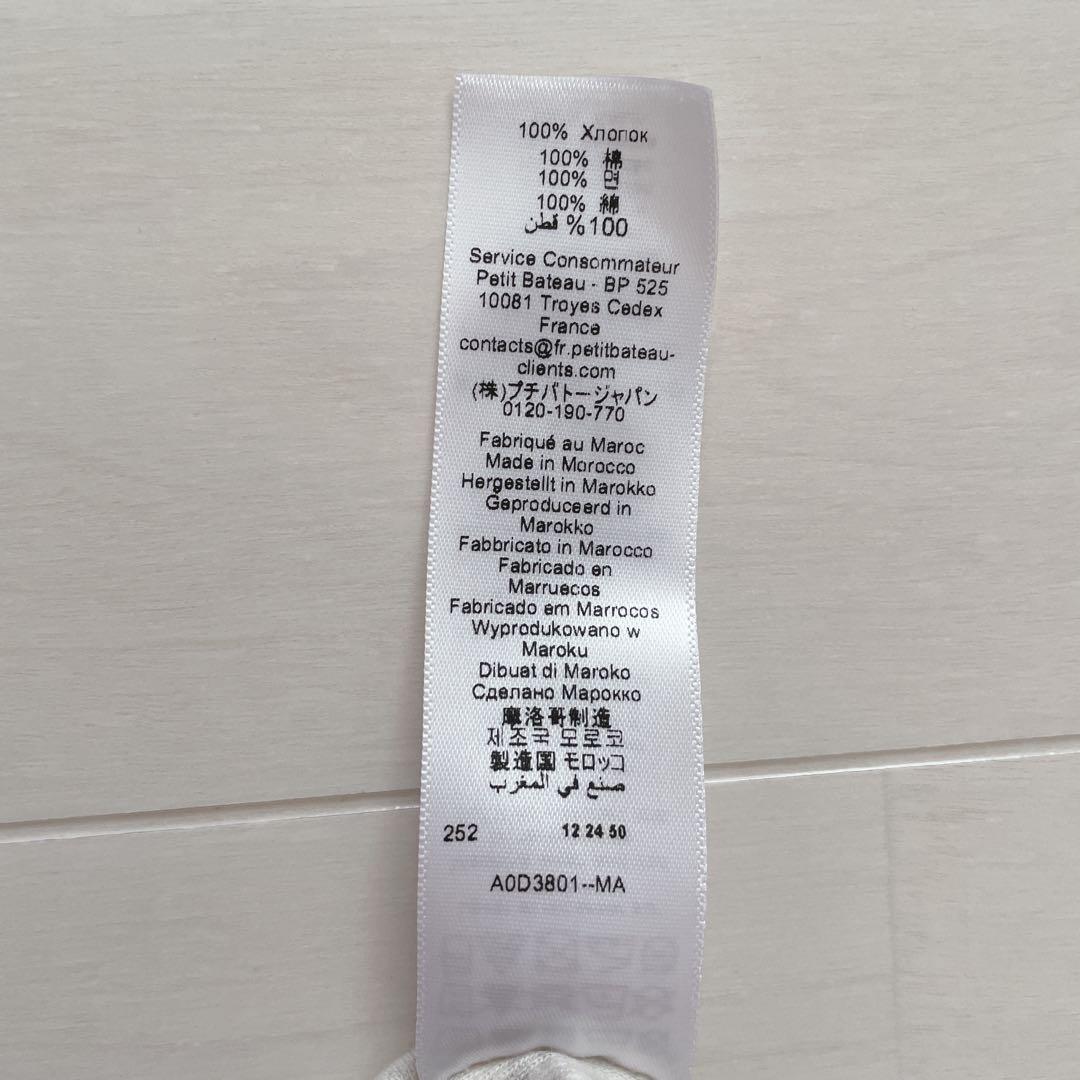 100% Хлопок
100% 棉
100% 면
100% 綿
100% قطن
Service Consommateur
Petit Bateau - BP 525
10081 Troyes Cedex
France
contacts@fr.petitbateau-
clients.com
(株)プチバトージャパン
0120-190-770
Fabriqué au Maroc
Made in Morocco
Hergestellt in Marokko
Geproduceerd in
Marokko
Fabbricato in Marocco
Fabricado en
Marruecos
Fabricado em Marrocos
Wyprodukowano w
Maroku
Dibuat di Maroko
Сделано Марокко
摩洛哥制造
제조국 모로코
製造国 モロッコ
صنع في المغرب
252 12 24 50
A0D3801--MA